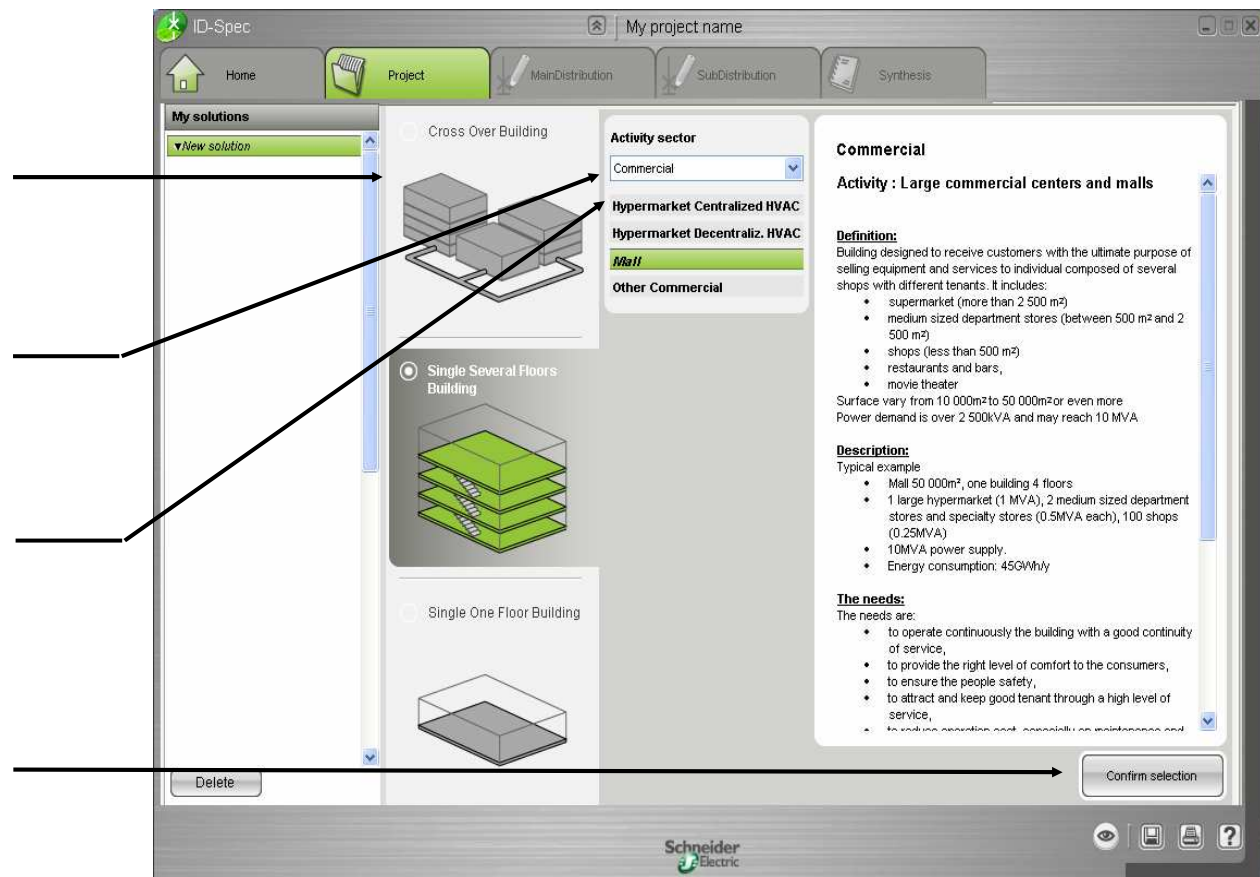 ID-Spec
My project name
Home
Project
MainDistribution
SubDistribution
Synthesis
My solutions
▾New solution
Delete
Cross Over Building
Single Several Floors
Building
Single One Floor Building
Activity sector
Commercial
Hypermarket Centralized HVAC
Hypermarket Decentraliz. HVAC
Mall
Other Commercial
Commercial
Activity : Large commercial centers and malls
Definition:
Building designed to receive customers with the ultimate purpose of
selling equipment and services to individual composed of several
shops with different tenants. It includes:
• supermarket (more than 2 500 m²)
• medium sized department stores (between 500 m² and 2
500 m²)
• shops (less than 500 m²)
• restaurants and bars,
• movie theater
Surface vary from 10 000m² to 50 000m² or even more
Power demand is over 2 500kVA and may reach 10 MVA
Description:
Typical example
• Mall 50 000m², one building 4 floors
• 1 large hypermarket (1 MVA), 2 medium sized department
stores and specialty stores (0.5MVA each), 100 shops
(0.25MVA)
• 10MVA power supply.
• Energy consumption: 45GWh/y
The needs:
The needs are:
• to operate continuously the building with a good continuity
of service,
• to provide the right level of comfort to the consumers,
• to ensure the people safety,
• to attract and keep good tenant through a high level of
service,
• to reduce operation cost, especially on maintenance and
Confirm selection
Schneider
Electric
?